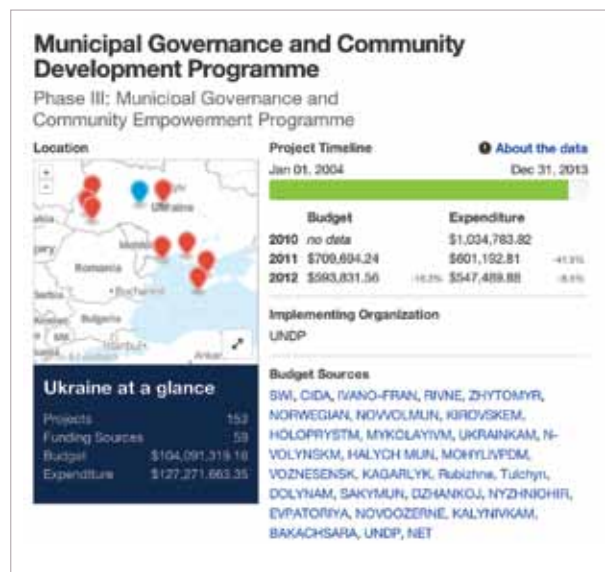 Municipal Governance and Community
Development Programme
Phase III: Municipal Governance and
Community Empowerment Programme
Location
Project Timeline
About the data
Jan 01, 2004 Dec 31, 2013
Budget Expenditure
2010 no data $1,034,783.82
2011 $709,694.24 $601,192.81
2012 $593,831.56 $547,489.88
Implementing Organization
UNDP
Budget Sources
SWI, CIDA, IVANO-FRAN, RIVNE, ZHYTOMYR,
NORWEGIAN, NOVVOLMUN, KIROVSKEM,
HOLOPRYSTM, MYKOLAYIVM, UKRAINKAM, N-
VOLYNSKM, HALYCH MUN, MOHYLIVPDM,
VOZNESENSK, KAGARLYK, Rubizhne, Tulchyn,
DOLYNAM, SAKYMUN, DZHANKOJ, NYZHNIOHIR,
EVPATORIYA, NOVOOZERNE, KALYNIVKAM,
BAKACHSARA, UNDP, NET
Ukraine
Romania
Bucharest
Bulgaria
Istanbul
Ukraine at a glance
Projects 153
Funding Sources 59
Budget $104,091,319.16
Expenditure $127,271,663.35